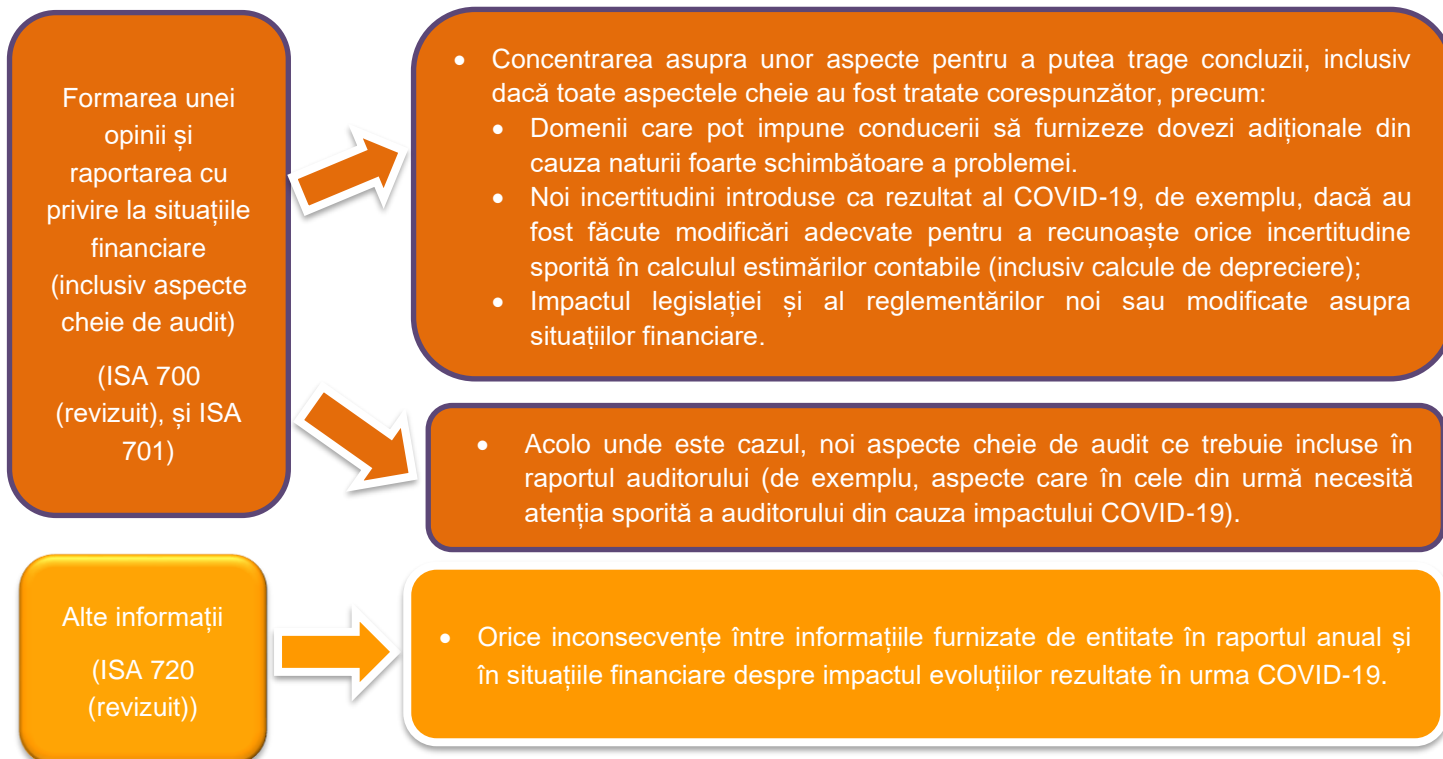 Formarea unei
opinii și
raportarea cu
privire la situațiile
financiare
(inclusiv aspecte
cheie de audit)
(ISA 700
(revizuit), și ISA
701)
• Concentrarea asupra unor aspecte pentru a putea trage concluzii, inclusiv
dacă toate aspectele cheie au fost tratate corespunzător, precum:
• Domenii care pot impune conducerii să furnizeze dovezi adiționale din
cauza naturii foarte schimbătoare a problemei.
• Noi incertitudini introduse ca rezultat al COVID-19, de exemplu, dacă au
fost făcute modificări adecvate pentru a recunoaște orice incertitudine
sporită în calculul estimărilor contabile (inclusiv calcule de depreciere);
• Impactul legislației și al reglementărilor noi sau modificate asupra
situațiilor financiare.
• Acolo unde este cazul, noi aspecte cheie de audit ce trebuie incluse în
raportul auditorului (de exemplu, aspecte care în cele din urmă necesită
atenția sporită a auditorului din cauza impactului COVID-19).
Alte informații
(ISA 720
(revizuit))
• Orice inconsecvențe între informațiile furnizate de entitate în raportul anual și
în situațiile financiare despre impactul evoluțiilor rezultate în urma COVID-19.